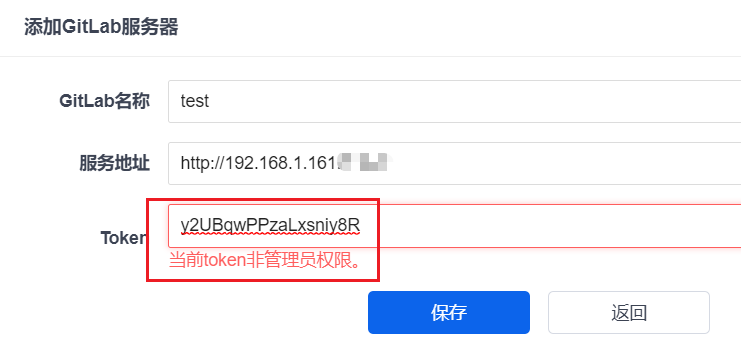 添加GitLab服务器
GitLab名称 test
服务地址 http://192.168.1.161
Token y2UBqwPPzaLxsniy8R
当前token非管理员权限。
保存 返回